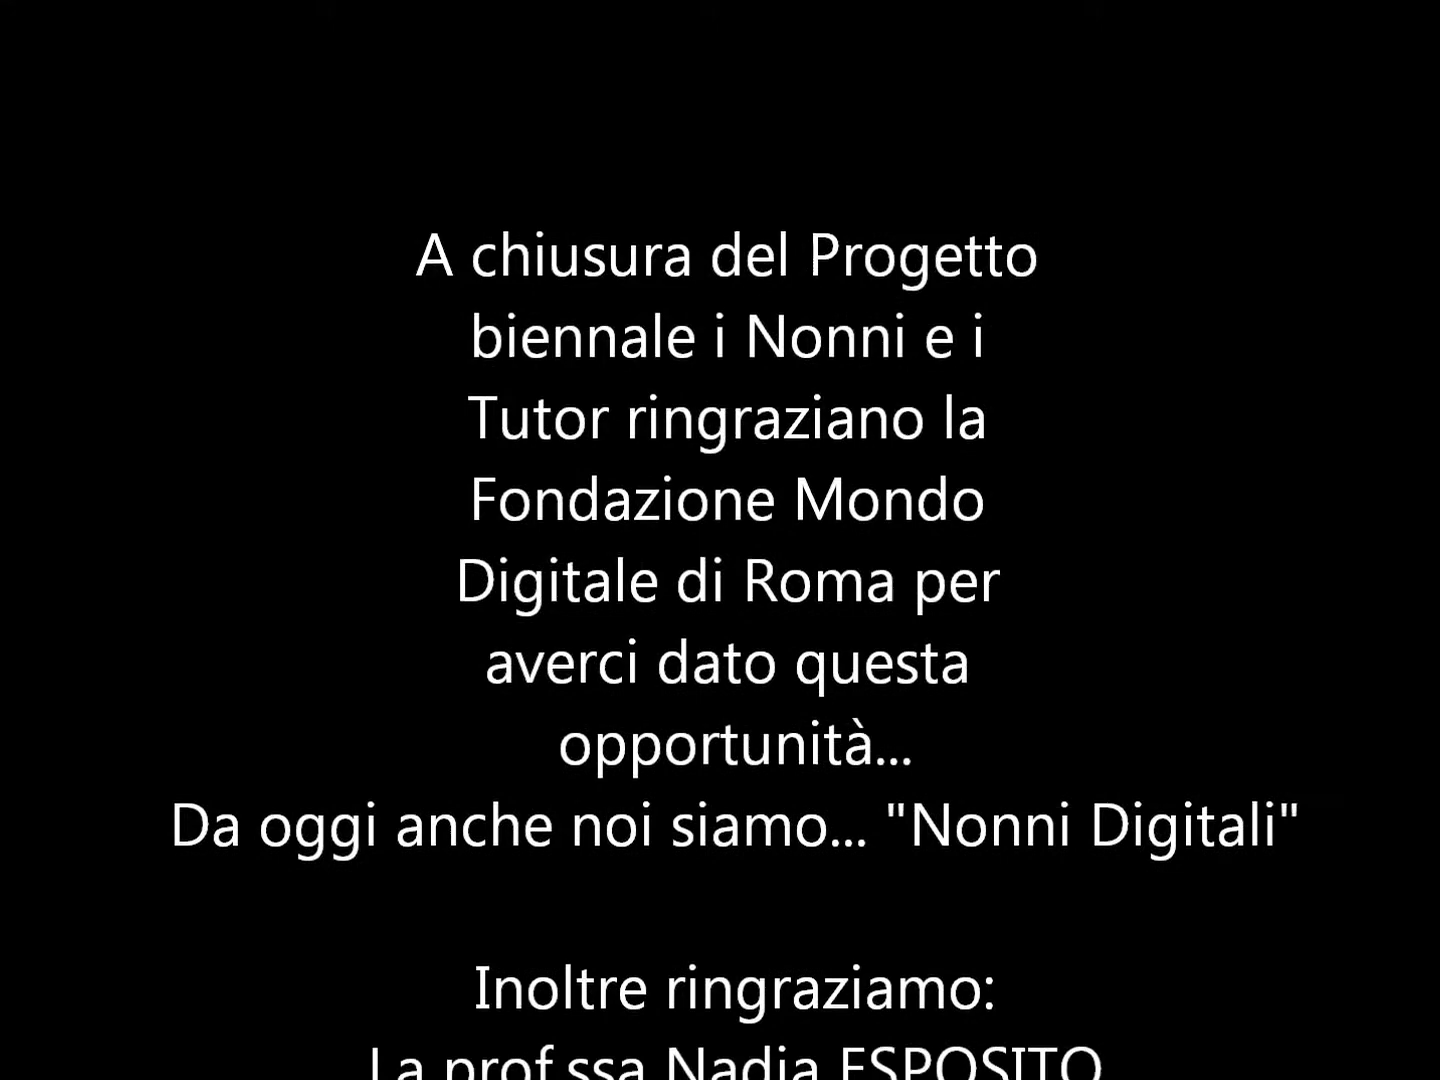 A chiusura del Progetto
biennale i Nonni e i
Tutor ringraziano la
Fondazione Mondo
Digitale di Roma per
averci dato questa
opportunità...
Da oggi anche noi siamo... "Nonni Digitali"
Inoltre ringraziamo:
La prof.ssa Nadia ESPOSITO